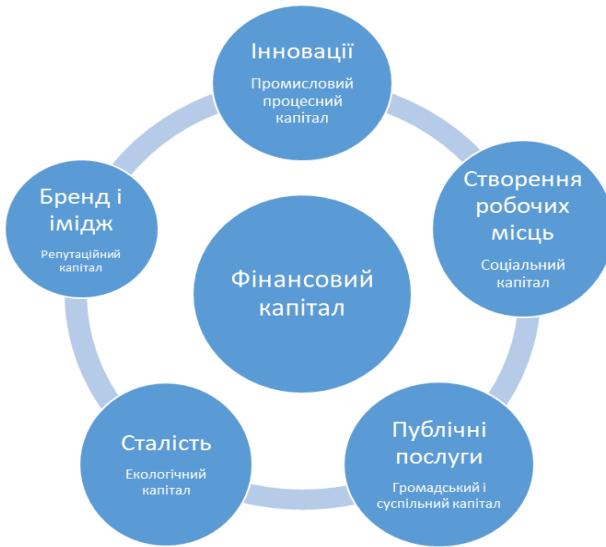 Інновації
Промисловий
процесний
капітал
Створення
робочих
місць
Соціальний
капітал
Бренд і
імідж
Репутаційний
капітал
Фінансовий
капітал
Сталість
Екологічний
капітал
Публічні
послуги
Громадський і
суспільний капітал